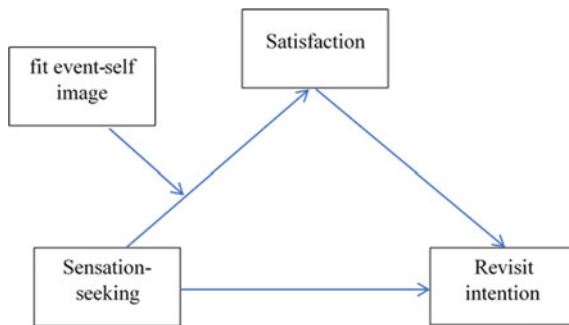 Satisfaction
fit event-self
image
Sensation-
seeking
Revisit
intention